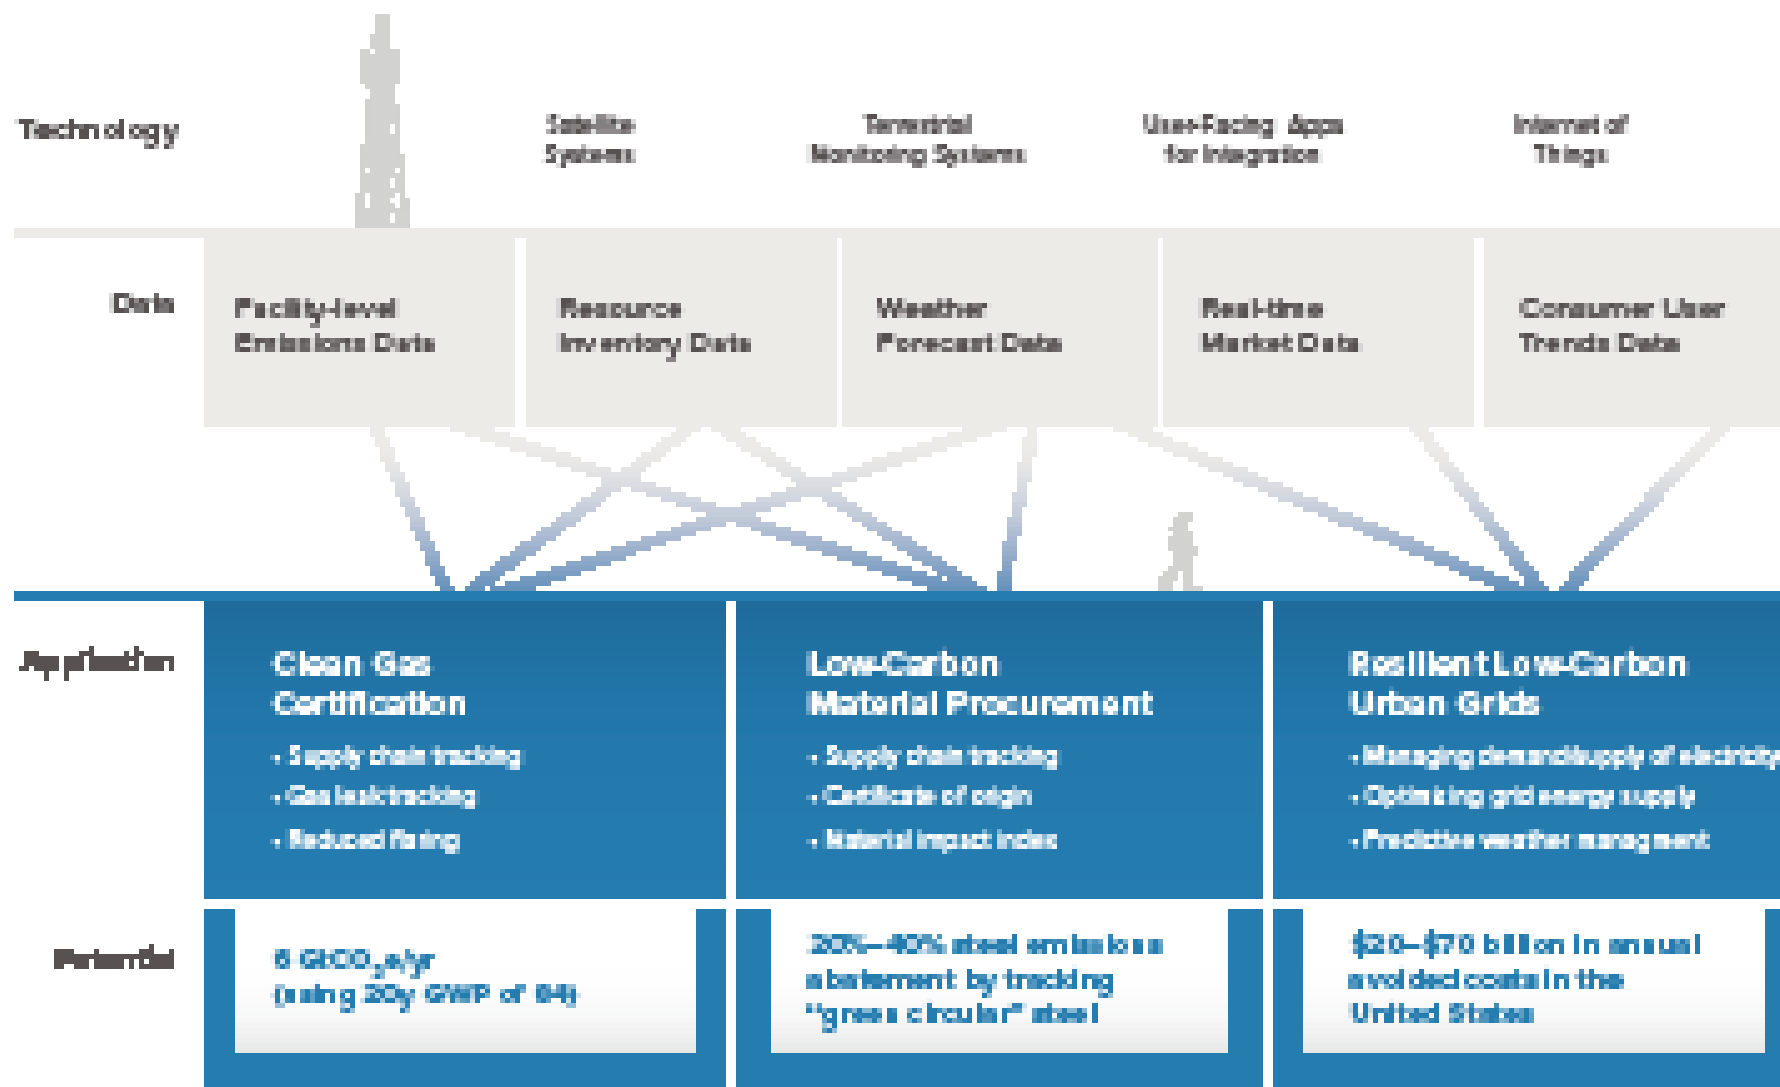 Technology
Satellite
Systems
Terrestrial
Monitoring Systems
User-Facing Apps
for Integration
Internet of
Things
Data
Facility-level
Emissions Data
Resource
Inventory Data
Weather
Forecast Data
Real-time
Market Data
Consumer User
Trends Data
Application
Clean Gas
Certification
- Supply chain tracking
- Gas leak tracking
- Reduced flaring
Low-Carbon
Material Procurement
- Supply chain tracking
- Certificate of origin
- Material impact index
Resilient Low-Carbon
Urban Grids
- Managing demand/supply of electricity
- Optimizing grid energy supply
- Predictive weather managment
Potential
6 GtCO₂e/yr
(using 20y GWP of 84)
20%–40% steel emissions
abatement by tracking
"green circular" steel
$20–$70 billion in annual
avoided costs in the
United States